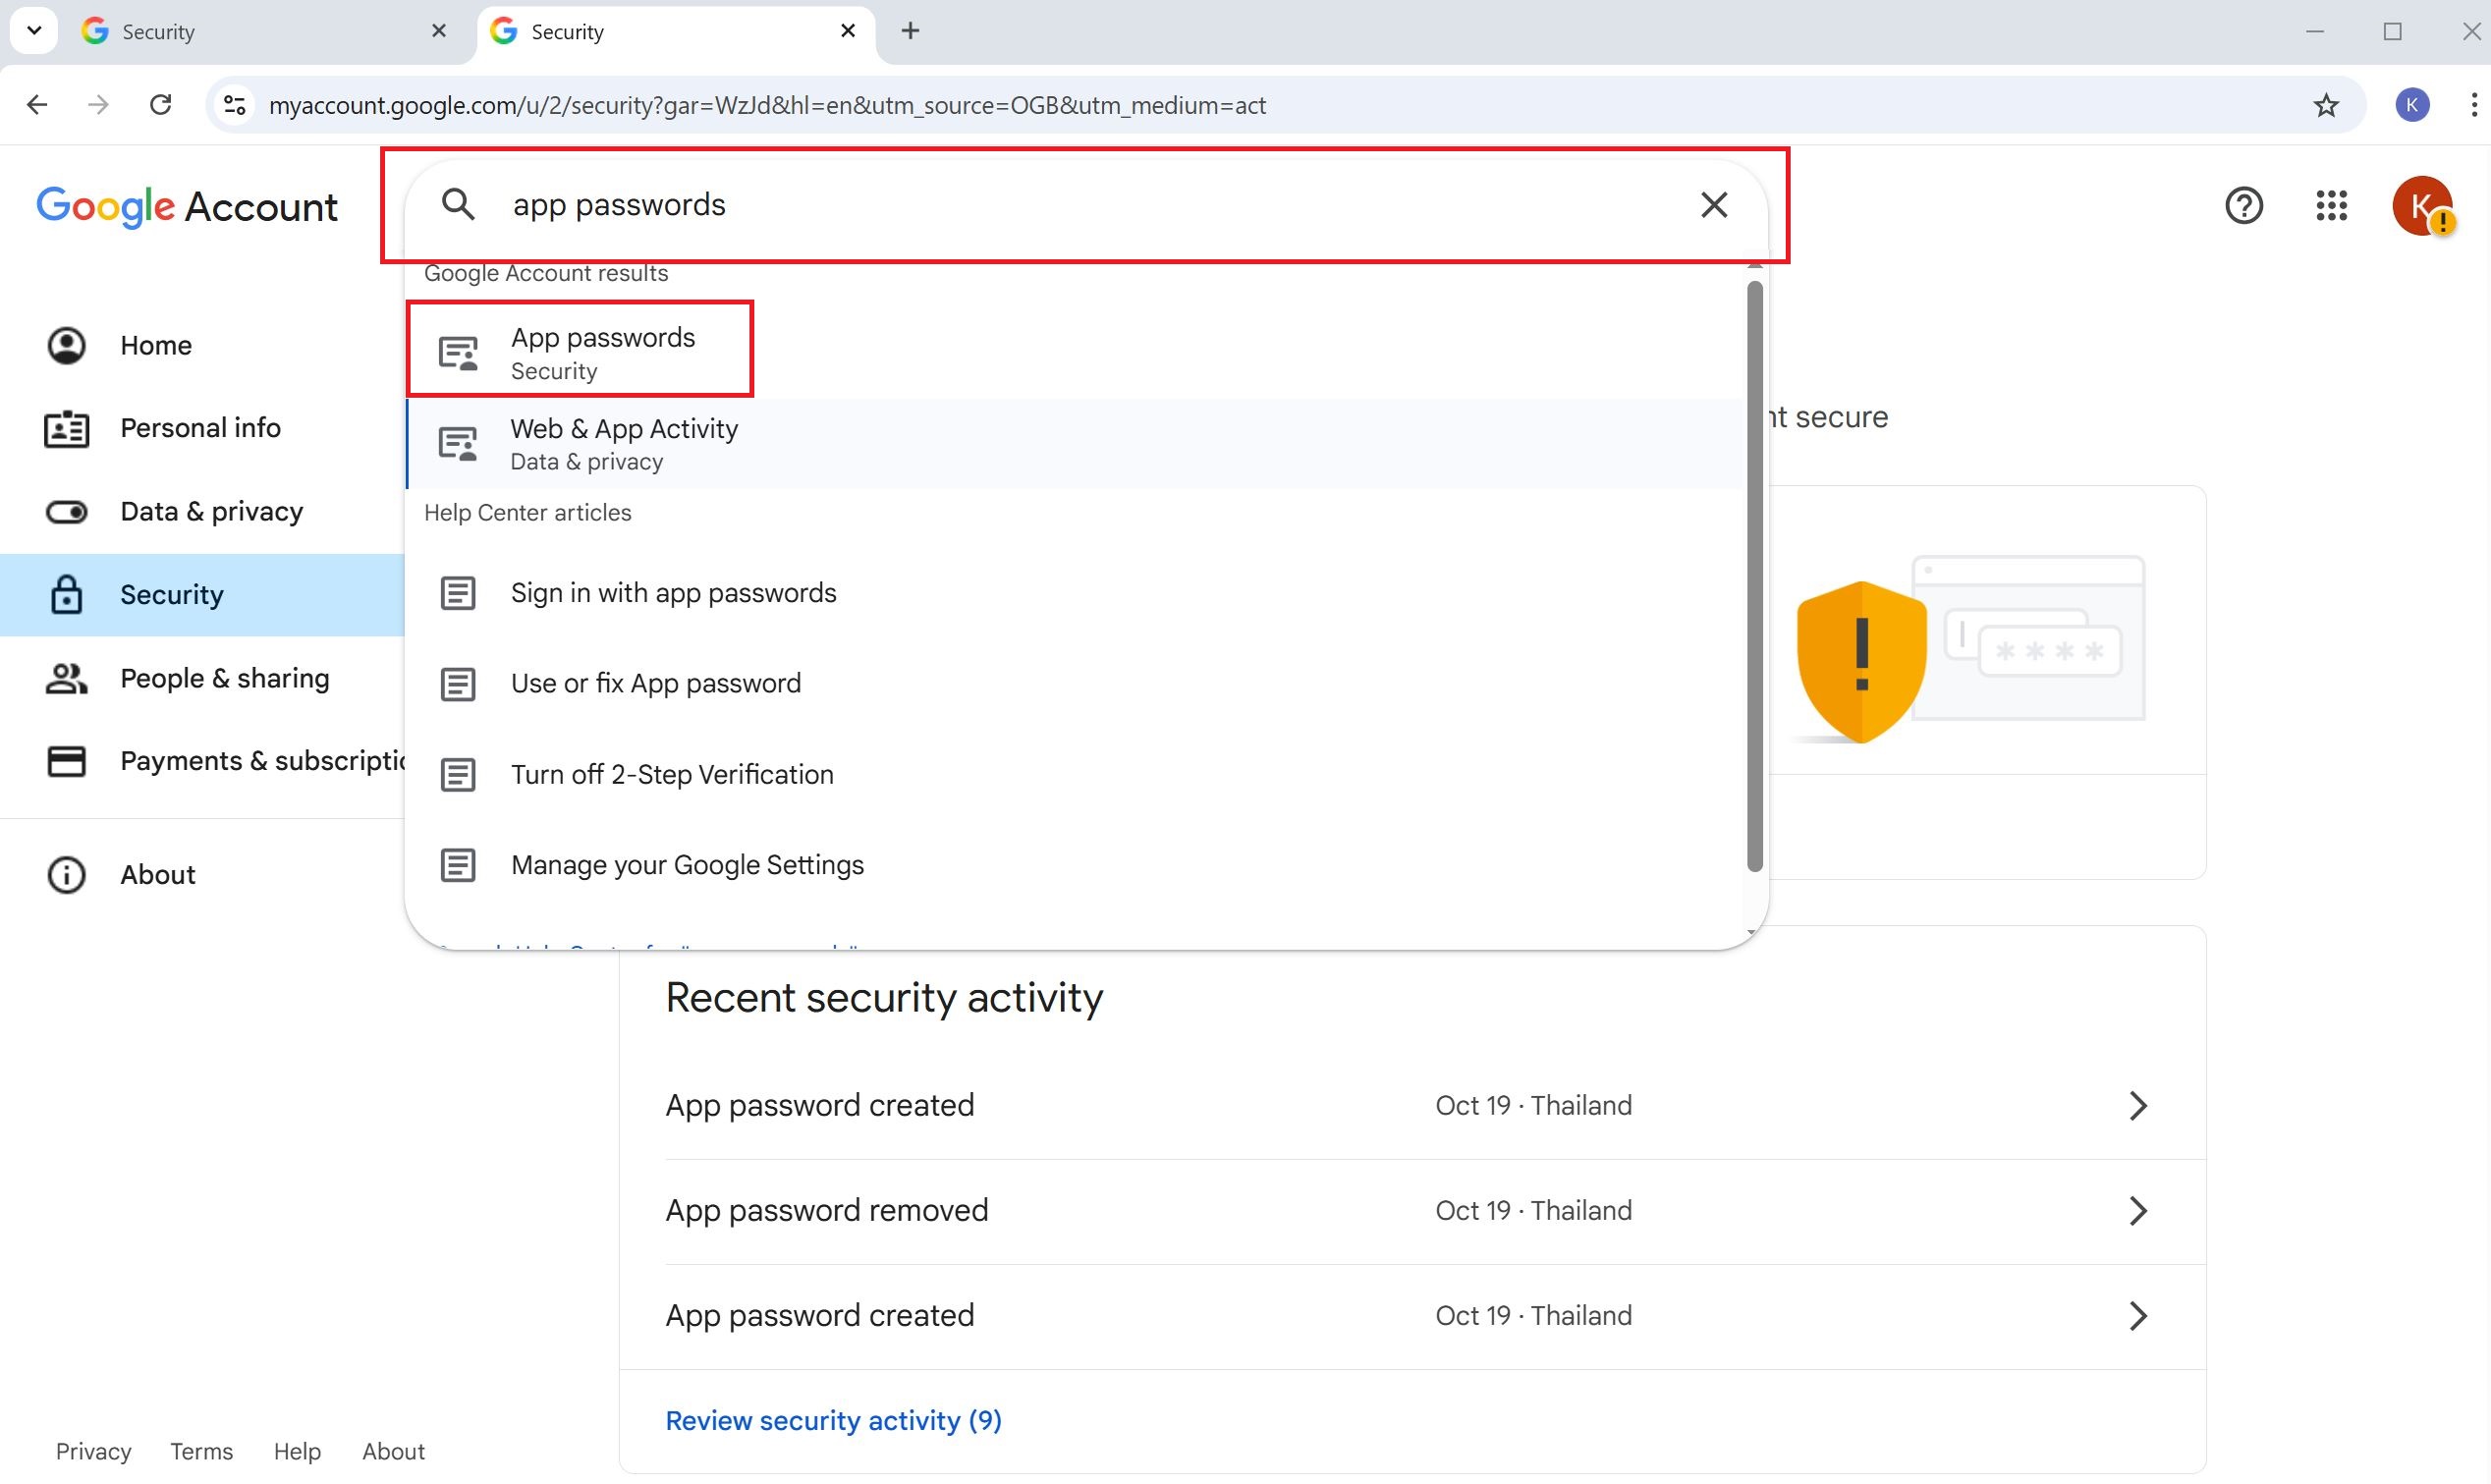 Security
Security
myaccount.google.com/u/2/security?gar=WzJd&hl=en&utm_source=OGB&utm_medium=act
K
Google Account
app passwords
K
Google Account results
Home
App passwords
Security
Personal info
Web & App Activity
Data & privacy
nt secure
Data & privacy
Help Center articles
Security
Sign in with app passwords
People & sharing
Use or fix App password
Payments & subscriptio
Turn off 2-Step Verification
About
Manage your Google Settings
Recent security activity
App password created
Oct 19 · Thailand
App password removed
Oct 19 · Thailand
App password created
Oct 19 · Thailand
Review security activity (9)
Privacy Terms Help About